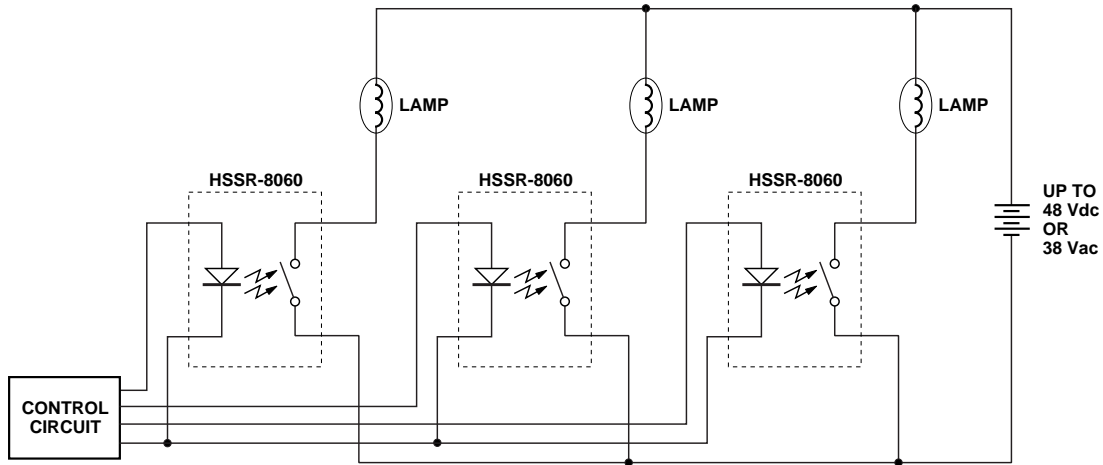 LAMP
LAMP
LAMP
HSSR-8060
HSSR-8060
HSSR-8060
UP TO
48 Vdc
OR
38 Vac
CONTROL
CIRCUIT